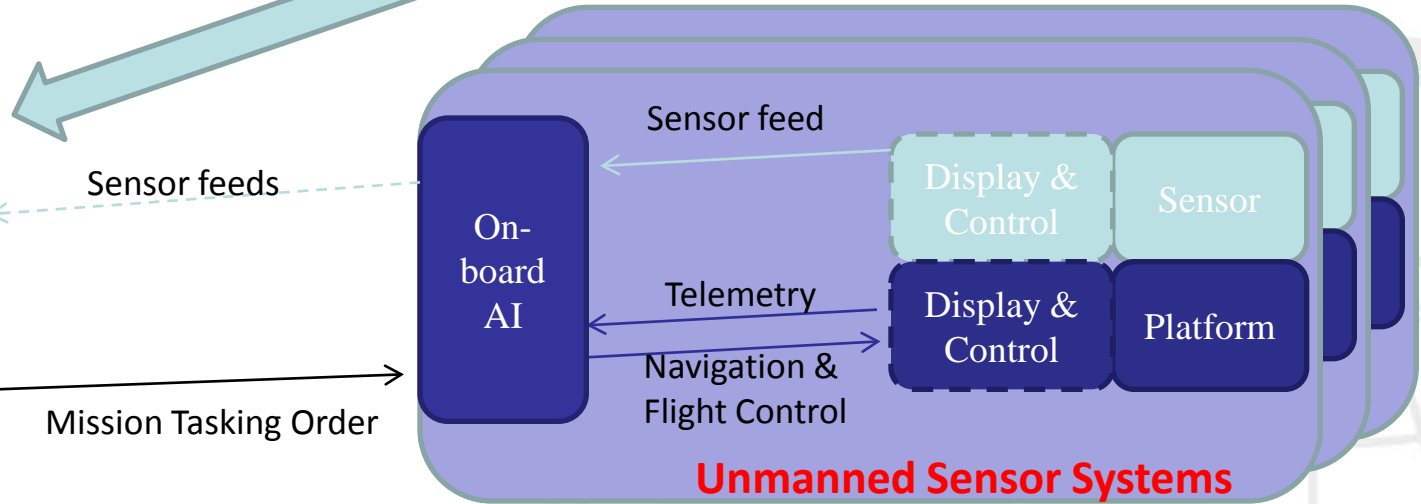 Sensor feed
Sensor feeds
Display &
Control
Sensor
On-
board
AI
Telemetry
Display &
Control
Platform
Navigation &
Flight Control
Mission Tasking Order
Unmanned Sensor Systems